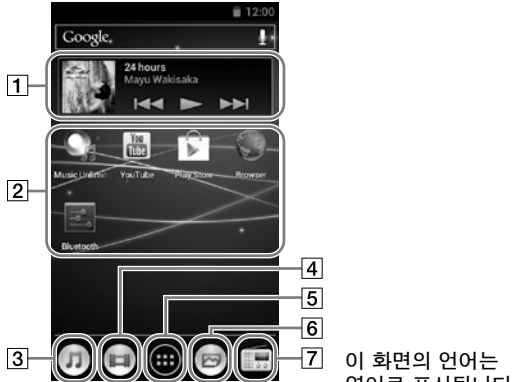 12:00
Google
24 hours
Mayu Wakisaka
1
Music Unlimi
YouTube
Play Store
Browser
2
Bluetooth
4
5
6
3
7
이 화면의 언어는
영어로 표시됩니다